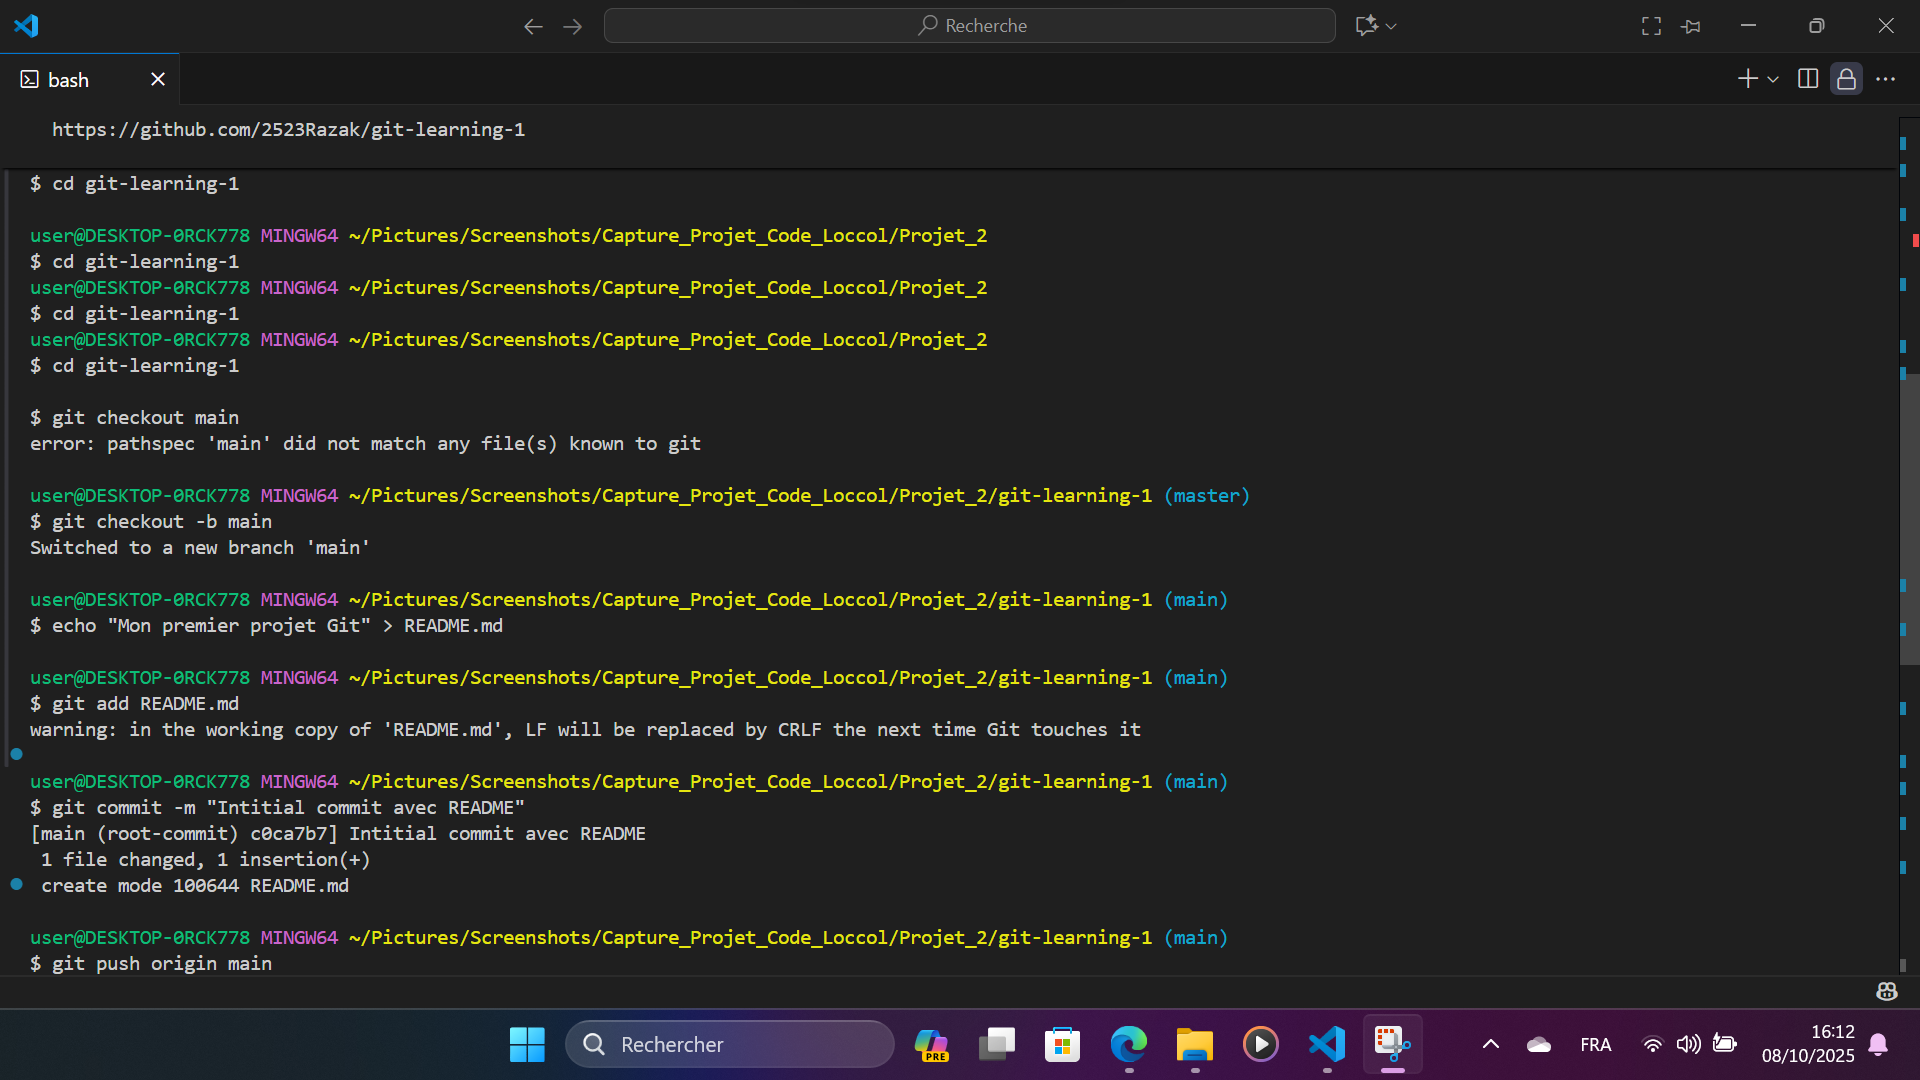 Recherche
bash
https://github.com/2523Razak/git-learning-1
$ cd git-learning-1
user@DESKTOP-0RCK778 MINGW64 ~/Pictures/Screenshots/Capture_Projet_Code_Loccol/Projet_2
$ cd git-learning-1
user@DESKTOP-0RCK778 MINGW64 ~/Pictures/Screenshots/Capture_Projet_Code_Loccol/Projet_2
$ cd git-learning-1
user@DESKTOP-0RCK778 MINGW64 ~/Pictures/Screenshots/Capture_Projet_Code_Loccol/Projet_2
$ cd git-learning-1
$ git checkout main
error: pathspec 'main' did not match any file(s) known to git
user@DESKTOP-0RCK778 MINGW64 ~/Pictures/Screenshots/Capture_Projet_Code_Loccol/Projet_2/git-learning-1 (master)
$ git checkout -b main
Switched to a new branch 'main'
user@DESKTOP-0RCK778 MINGW64 ~/Pictures/Screenshots/Capture_Projet_Code_Loccol/Projet_2/git-learning-1 (main)
$ echo "Mon premier projet Git" > README.md
user@DESKTOP-0RCK778 MINGW64 ~/Pictures/Screenshots/Capture_Projet_Code_Loccol/Projet_2/git-learning-1 (main)
$ git add README.md
warning: in the working copy of 'README.md', LF will be replaced by CRLF the next time Git touches it
user@DESKTOP-0RCK778 MINGW64 ~/Pictures/Screenshots/Capture_Projet_Code_Loccol/Projet_2/git-learning-1 (main)
$ git commit -m "Intitial commit avec README"
[main (root-commit) c0ca7b7] Intitial commit avec README
1 file changed, 1 insertion(+)
create mode 100644 README.md
user@DESKTOP-0RCK778 MINGW64 ~/Pictures/Screenshots/Capture_Projet_Code_Loccol/Projet_2/git-learning-1 (main)
$ git push origin main
Rechercher
PRE
FRA
16:12
08/10/2025